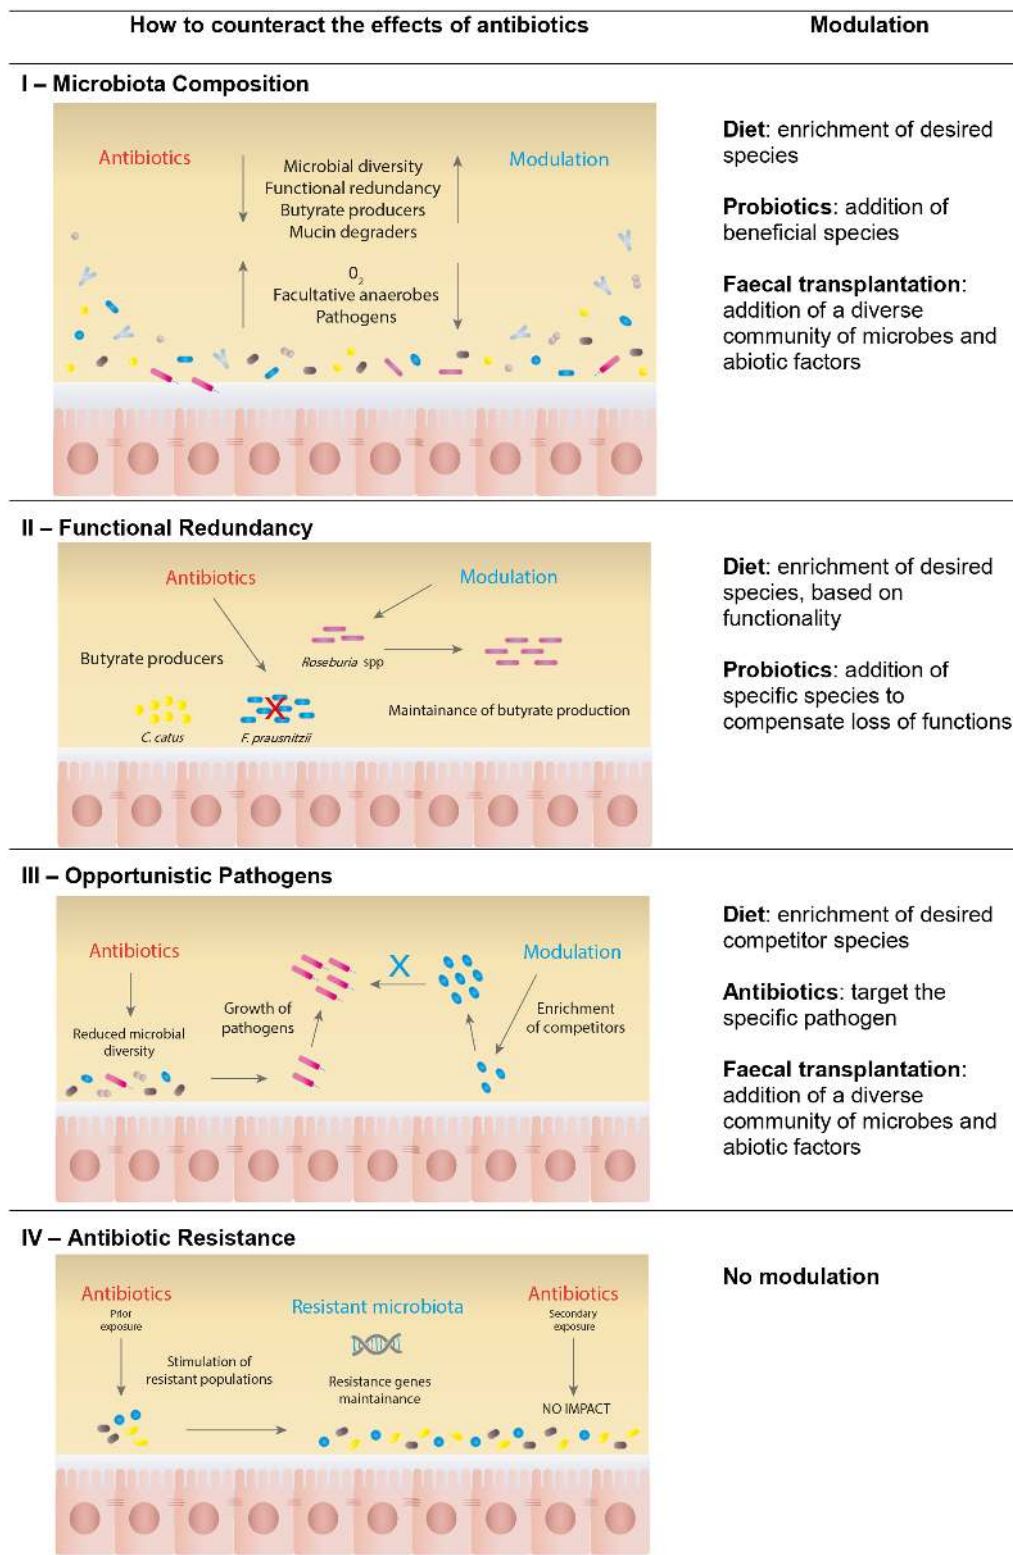 How to counteract the effects of antibiotics
Modulation
I – Microbiota Composition
Antibiotics
Microbial diversity
Functional redundancy
Butyrate producers
Mucin degraders
Modulation
O2
Facultative anaerobes
Pathogens
Diet: enrichment of desired
species
Probiotics: addition of
beneficial species
Faecal transplantation:
addition of a diverse
community of microbes and
abiotic factors
II – Functional Redundancy
Antibiotics
Modulation
Butyrate producers
Roseburia spp
C. catus
F. prausnitzii
X
Maintainance of butyrate production
Diet: enrichment of desired
species, based on
functionality
Probiotics: addition of
specific species to
compensate loss of functions
III – Opportunistic Pathogens
Antibiotics
Reduced microbial
diversity
Growth of
pathogens
X
Modulation
Enrichment
of competitors
Diet: enrichment of desired
competitor species
Antibiotics: target the
specific pathogen
Faecal transplantation:
addition of a diverse
community of microbes and
abiotic factors
IV – Antibiotic Resistance
Antibiotics
Prior
exposure
Stimulation of
resistant populations
Resistant microbiota
Resistance genes
maintainance
Antibiotics
Secondary
exposure
NO IMPACT
No modulation